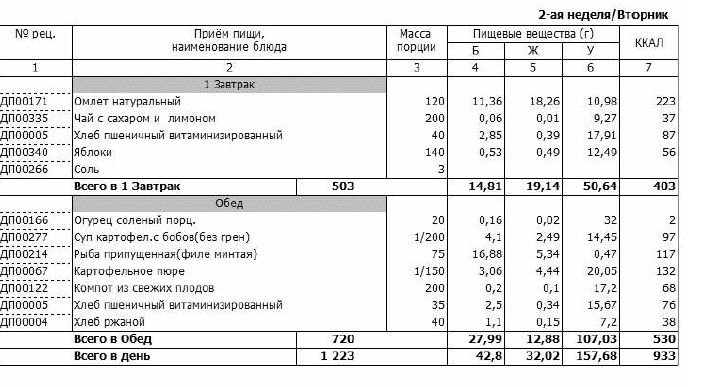 2-ая неделя/Вторник
№ рец. Приём пищи, наименование блюда Масса порции Пищевые вещества (г) ККАЛ
Б Ж У
1 2 3 4 5 6 7
1 Завтрак
ДП00171 Омлет натуральный 120 11,36 18,26 10,98 223
ДП00335 Чай с сахаром и лимоном 200 0,06 0,01 9,27 37
ДП00005 Хлеб пшеничный витаминизированный 40 2,85 0,39 17,91 87
ДП00340 Яблоки 140 0,53 0,49 12,49 56
ДП00266 Соль 3
Всего в 1 Завтрак 503 14,81 19,14 50,64 403
Обед
ДП00166 Огурец соленый порц. 20 0,16 0,02 32 2
ДП00277 Суп картофел.с бобов(без грен) 1/200 4,1 2,49 14,45 97
ДП00214 Рыба припущенная(филе минтая) 75 16,88 5,34 0,47 117
ДП00067 Картофельное пюре 1/150 3,06 4,44 20,05 132
ДП00122 Компот из свежих плодов 200 0,2 0,1 17,2 68
ДП00005 Хлеб пшеничный витаминизированный 35 2,5 0,34 15,67 76
ДП00004 Хлеб ржаной 40 1,1 0,15 7,2 38
Всего в Обед 720 27,99 12,88 107,03 530
Всего в день 1 223 42,8 32,02 157,68 933